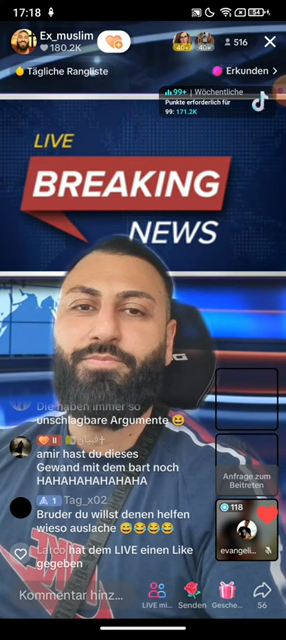 17:18
Ex_muslim
180.2K
40+
40+
516
Tägliche Rangliste
Erkunden >
99+ | Wöchentliche
Punkte erforderlich für
99: 171.2K
LIVE
BREAKING
NEWS
Die haben immer so
unschlagbare Argumente 😆
amir hast du dieses
Gewand mit dem bart noch
HAHAHAHAHAHAHA
1 Tag_x02
Bruder du willst denen helfen
wieso auslache 😅😅😅😅
Larco hat dem LIVE einen Like
gegeben
Anfrage zum
Beitreten
118
evangeli...
Kommentar hinz...
LIVE mi...
Senden
Gesche...
56